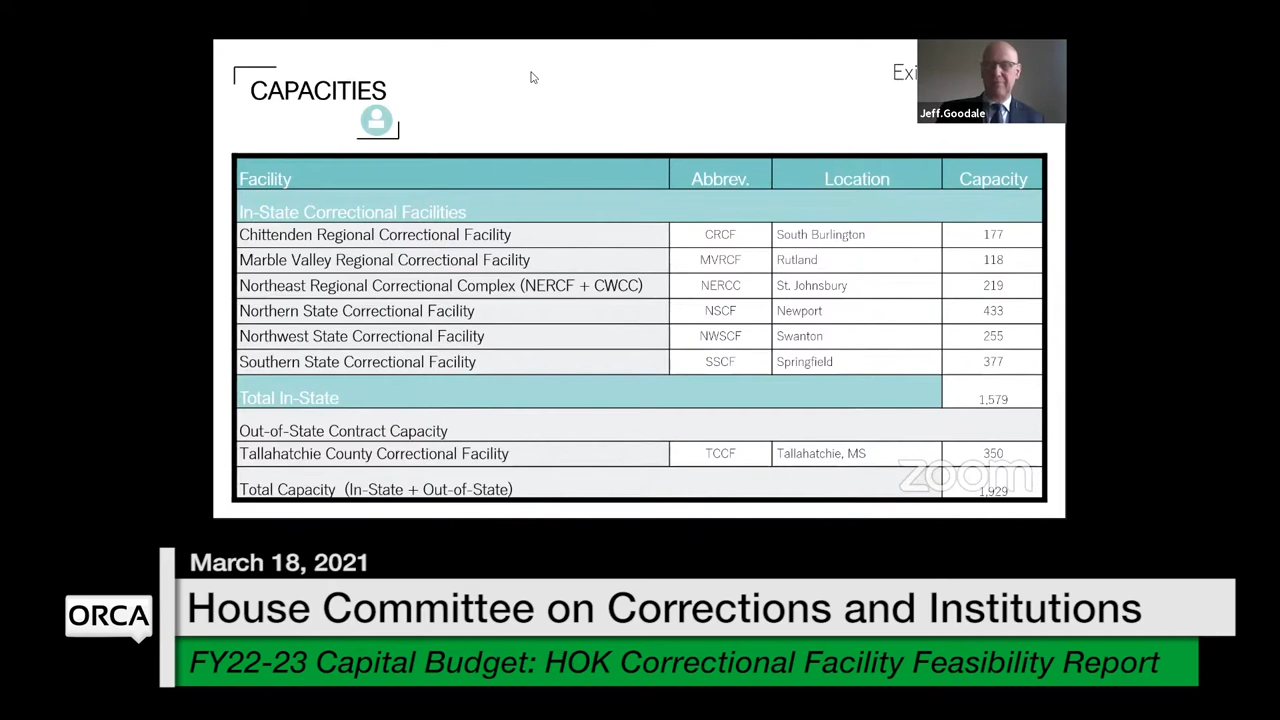 CAPACITIES
Exi
Jeff.Goodale
Facility Abbrev. Location Capacity
In-State Correctional Facilities
Chittenden Regional Correctional Facility CRCF South Burlington 177
Marble Valley Regional Correctional Facility MVRCF Rutland 118
Northeast Regional Correctional Complex (NERCF + CWCC) NERCC St. Johnsbury 219
Northern State Correctional Facility NSCF Newport 433
Northwest State Correctional Facility NWSCF Swanton 255
Southern State Correctional Facility SSCF Springfield 377
Total In-State 1,579
Out-of-State Contract Capacity
Tallahatchie County Correctional Facility TCCF Tallahatchie, MS 350
zoom
Total Capacity (In-State + Out-of-State) 1,929
March 18, 2021
ORCA
House Committee on Corrections and Institutions
FY22-23 Capital Budget: HOK Correctional Facility Feasibility Report